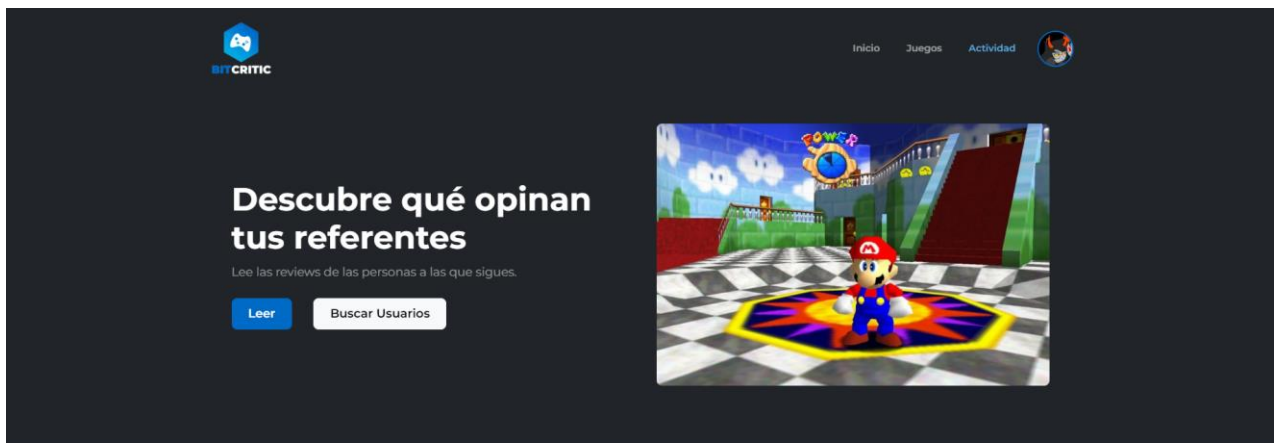 BITCRITIC
Inicio Juegos Actividad
POWER
Descubre qué opinan
tus referentes
Lee las reviews de las personas a las que sigues.
Leer Buscar Usuarios
M